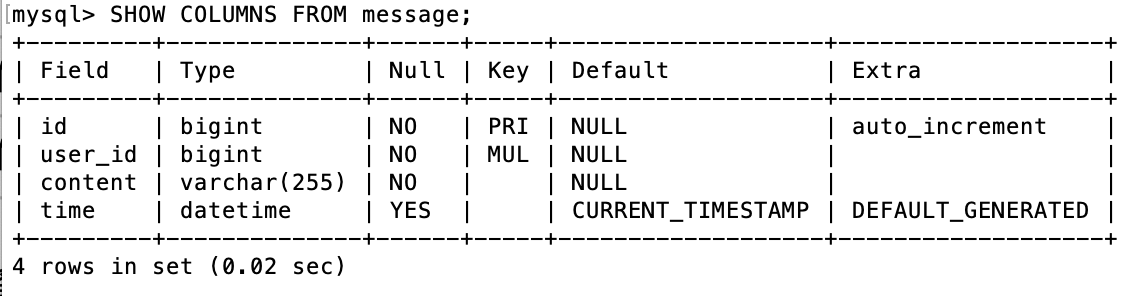 [mysql> SHOW COLUMNS FROM message;
+---------+--------------+------+-----+-------------------+-------------------+
| Field   | Type         | Null | Key | Default           | Extra             |
+---------+--------------+------+-----+-------------------+-------------------+
| id      | bigint       | NO   | PRI | NULL              | auto_increment    |
| user_id | bigint       | NO   | MUL | NULL              |                   |
| content | varchar(255) | NO   |     | NULL              |                   |
| time    | datetime     | YES  |     | CURRENT_TIMESTAMP | DEFAULT_GENERATED |
+---------+--------------+------+-----+-------------------+-------------------+
4 rows in set (0.02 sec)